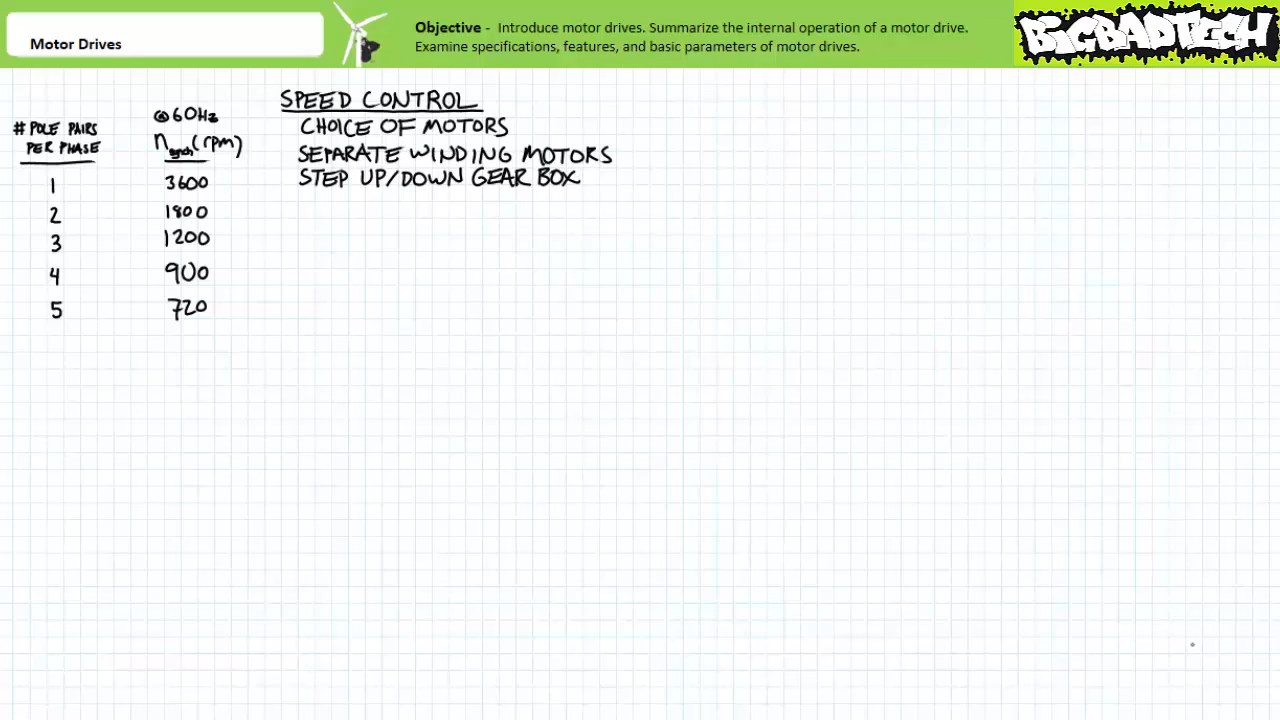 Motor Drives
Objective - Introduce motor drives. Summarize the internal operation of a motor drive.
Examine specifications, features, and basic parameters of motor drives.
BIGBADTECH
# POLE PAIRS
PER PHASE
@60Hz
nsynch(rpm)
1 3600
2 1800
3 1200
4 900
5 720
SPEED CONTROL
CHOICE OF MOTORS
SEPARATE WINDING MOTORS
STEP UP/DOWN GEAR BOX